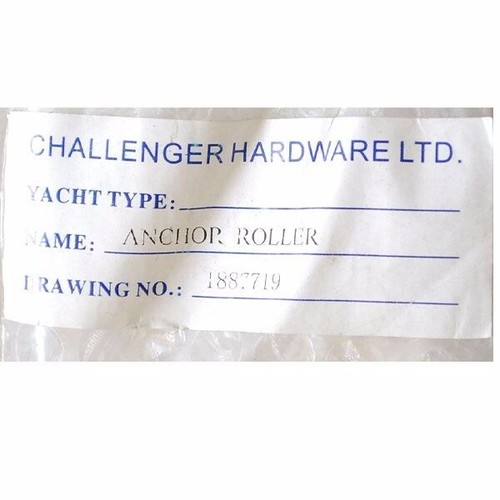 CHALLENGER HARDWARE LTD.
YACHT TYPE:
NAME: ANCHOR ROLLER
DRAWING NO.: 1887719